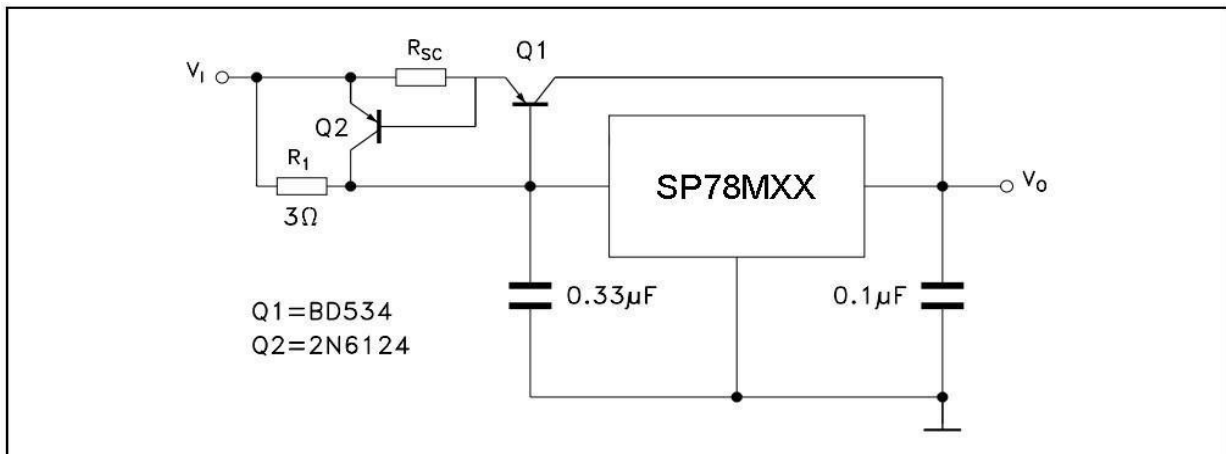 V_I
R_SC
Q1
Q2
R_1
3Ω
SP78MXX
V_O
0.33μF
0.1μF
Q1=BD534
Q2=2N6124